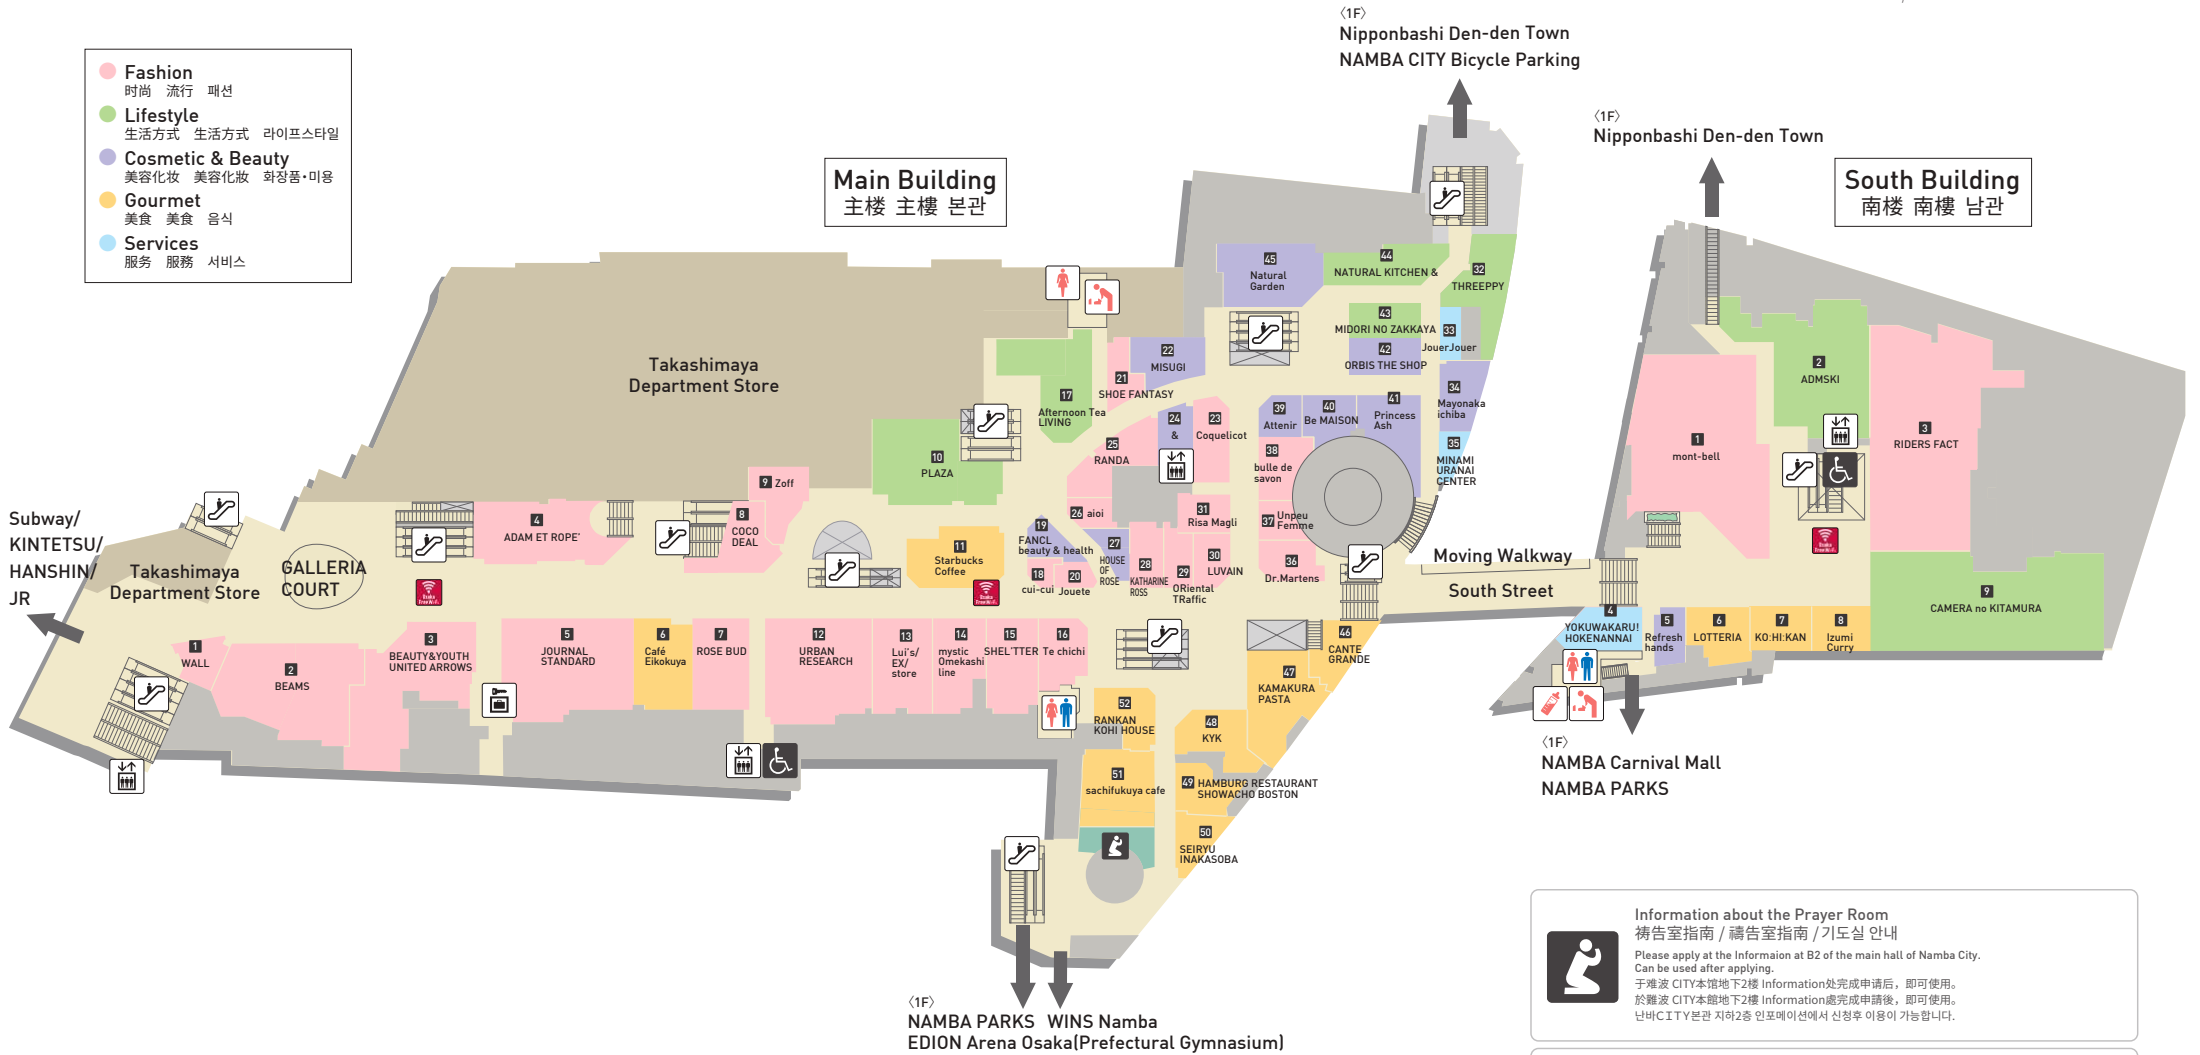 Fashion
时尚 流行 패션
Lifestyle
生活方式 生活方式 라이프스타일
Cosmetic & Beauty
美容化妆 美容化妝 화장품・미용
Gourmet
美食 美食 음식
Services
服务 服務 서비스
Main Building
主楼 主樓 본관
South Building
南楼 南樓 남관
〈1F〉
Nipponbashi Den-den Town
NAMBA CITY Bicycle Parking
〈1F〉
Nipponbashi Den-den Town
Subway/
KINTETSU/
HANSHIN/
JR
Takashimaya
Department Store
GALLERIA
COURT
Takashimaya
Department Store
1
WALL
2
BEAMS
3
BEAUTY&YOUTH
UNITED ARROWS
4
ADAM ET ROPE'
5
JOURNAL
STANDARD
6
Café
Eikokuya
7
ROSE BUD
8
COCO
DEAL
9 Zoff
10
PLAZA
11
Starbucks
Coffee
12
URBAN
RESEARCH
13
Lui's/
EX/
store
14
mystic
Omekashi
line
15
SHEL'TTER
16
Te chichi
17
Afternoon Tea
LIVING
18
cui-cui
19
FANCL
beauty & health
20
Jouete
21
SHOE FANTASY
22
MISUGI
23
Coquelicot
24
&
25
RANDA
26 aioi
27
HOUSE
OF
ROSE
28
KATHARINE
ROSS
29
ORiental
TRaffic
30
LUVAIN
31
Risa Magli
32
THREEPPY
33
JouerJouer
34
Mayonaka
ichiba
35
MINAMI
URANAI
CENTER
36
Dr.Martens
37 Unpeu
Femme
38
bulle de
savon
39
Attenir
40
Be MAISON
41
Princess
Ash
42
ORBIS THE SHOP
43
MIDORI NO ZAKKAYA
44
NATURAL KITCHEN &
45
Natural
Garden
46
CANTE
GRANDE
47
KAMAKURA
PASTA
48
KYK
49 HAMBURG RESTAURANT
SHOWACHO BOSTON
50
SEIRYU
INAKASOBA
51
sachifukuya cafe
52
RANKAN
KOHI HOUSE
Osaka
Free Wi-Fi
Osaka
Free Wi-Fi
Moving Walkway
South Street
1
mont-bell
2
ADMSKI
3
RIDERS FACT
4
YOKUWAKARU!
HOKENANNAI
5
Refresh
hands
6
LOTTERIA
7
KO:HI:KAN
8
Izumi
Curry
9
CAMERA no KITAMURA
Osaka
Free Wi-Fi
〈1F〉
NAMBA Carnival Mall
NAMBA PARKS
〈1F〉
NAMBA PARKS WINS Namba
EDION Arena Osaka(Prefectural Gymnasium)
Information about the Prayer Room
祷告室指南 / 禱告室指南 / 기도실 안내
Please apply at the Informaion at B2 of the main hall of Namba City.
Can be used after applying.
于难波 CITY本馆地下2楼 Information处完成申请后，即可使用。
於難波 CITY本館地下2樓 Information處完成申請後，即可使用。
난바CITY본관 지하2층 인포메이션에서 신청후 이용이 가능합니다.